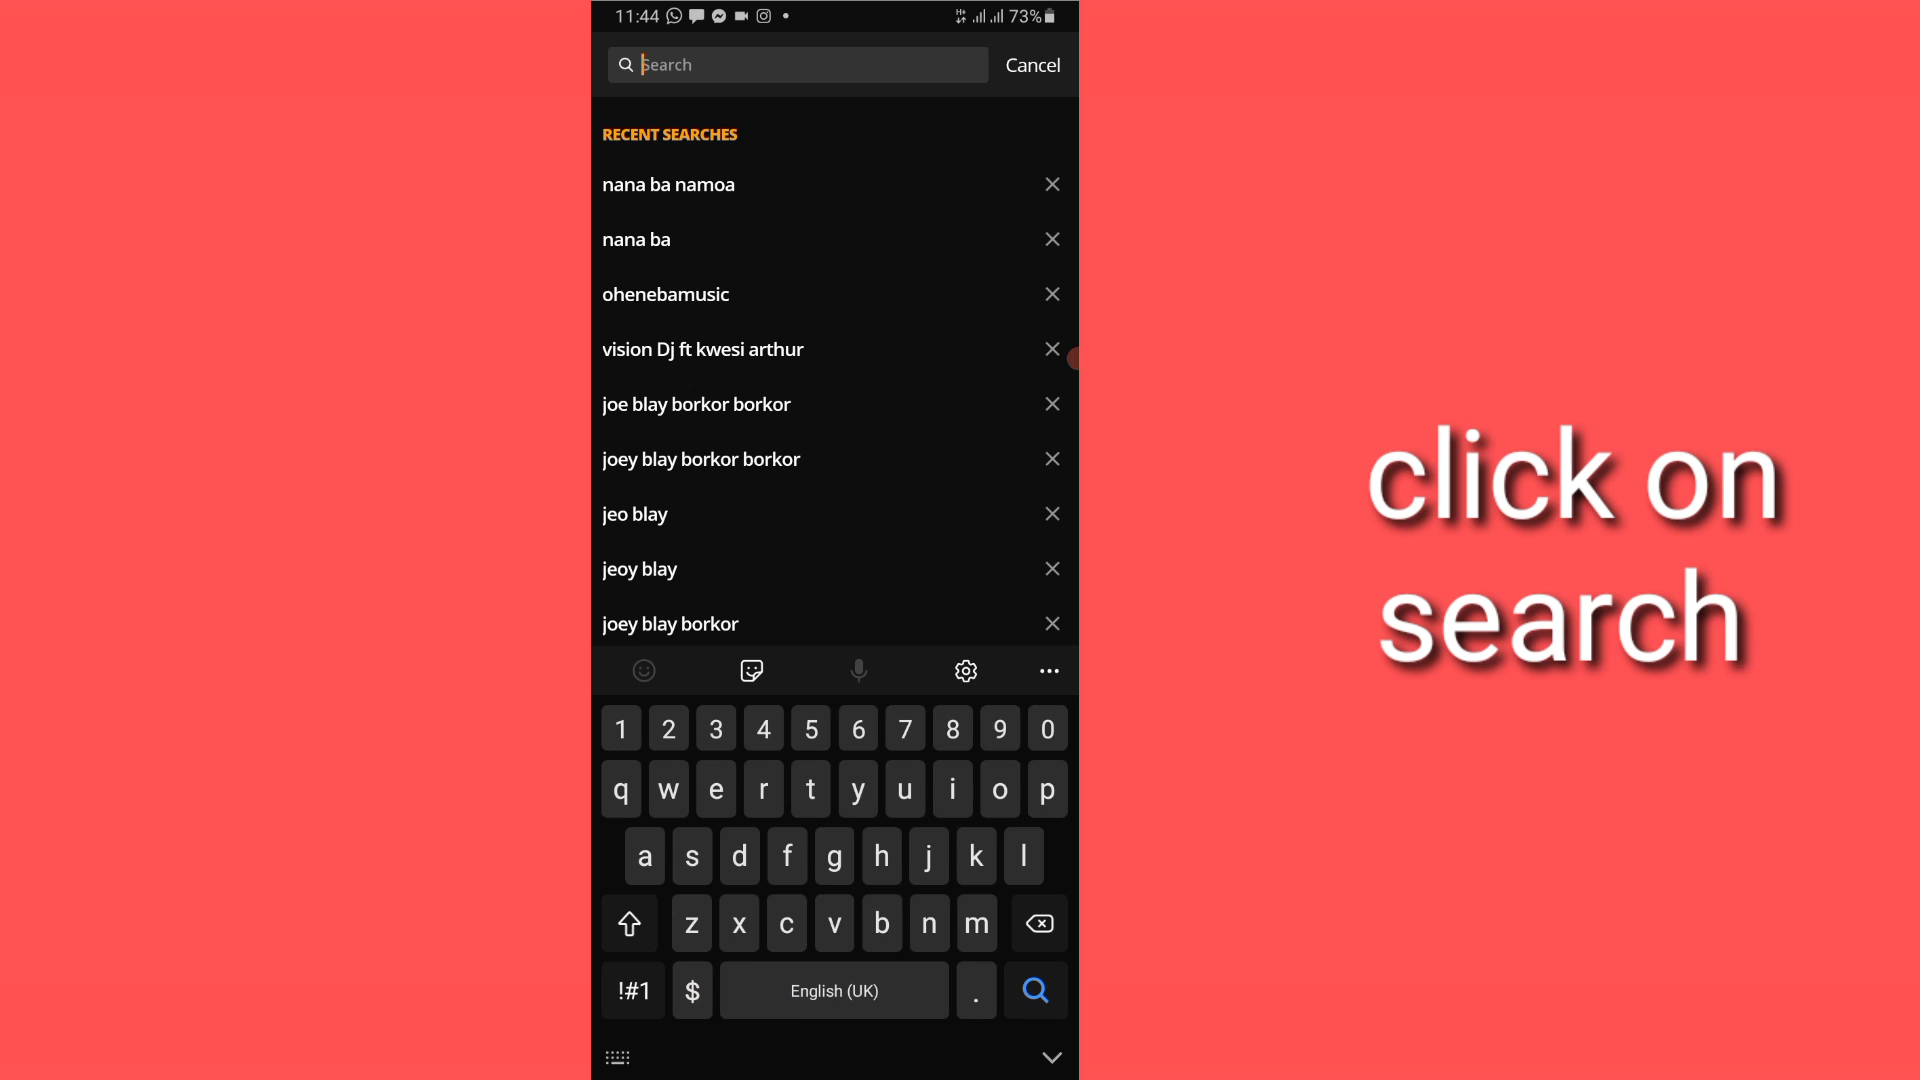 11:44
73%
Search
Cancel
RECENT SEARCHES
nana ba namoa
nana ba
ohenebamusic
vision Dj ft kwesi arthur
joe blay borkor borkor
joey blay borkor borkor
jeo blay
jeoy blay
joey blay borkor
click on
search
1 2 3 4 5 6 7 8 9 0
q w e r t y u i o p
a s d f g h j k l
z x c v b n m
!#1 $ English (UK) .